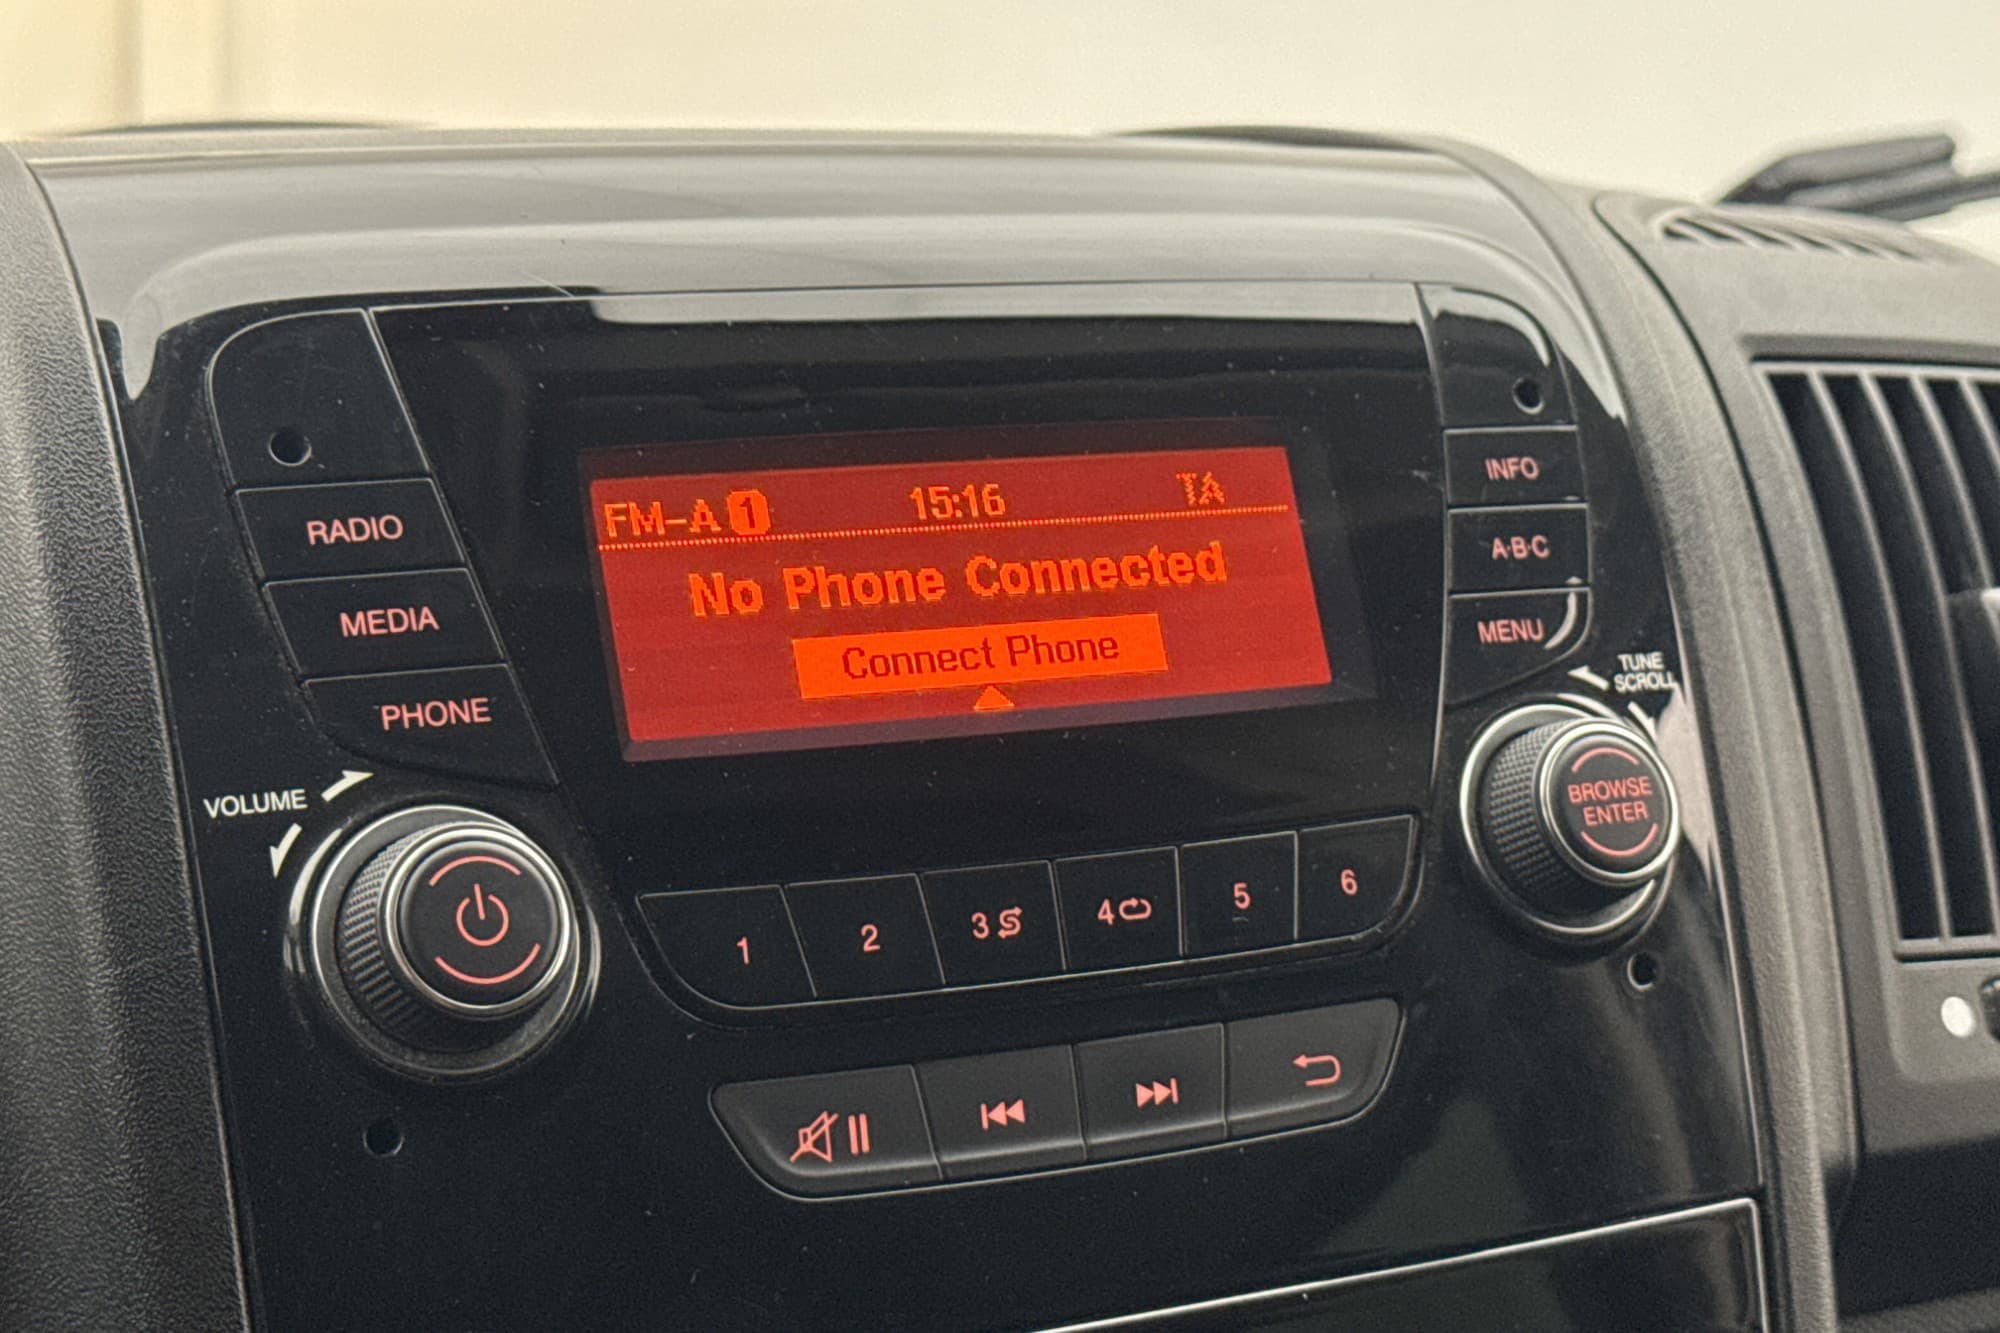 FM-A 1 15:16 TA
No Phone Connected
Connect Phone
RADIO
MEDIA
PHONE
VOLUME
INFO
A·B·C
MENU
TUNE
SCROLL
BROWSE
ENTER
1 2 3 4 5 6